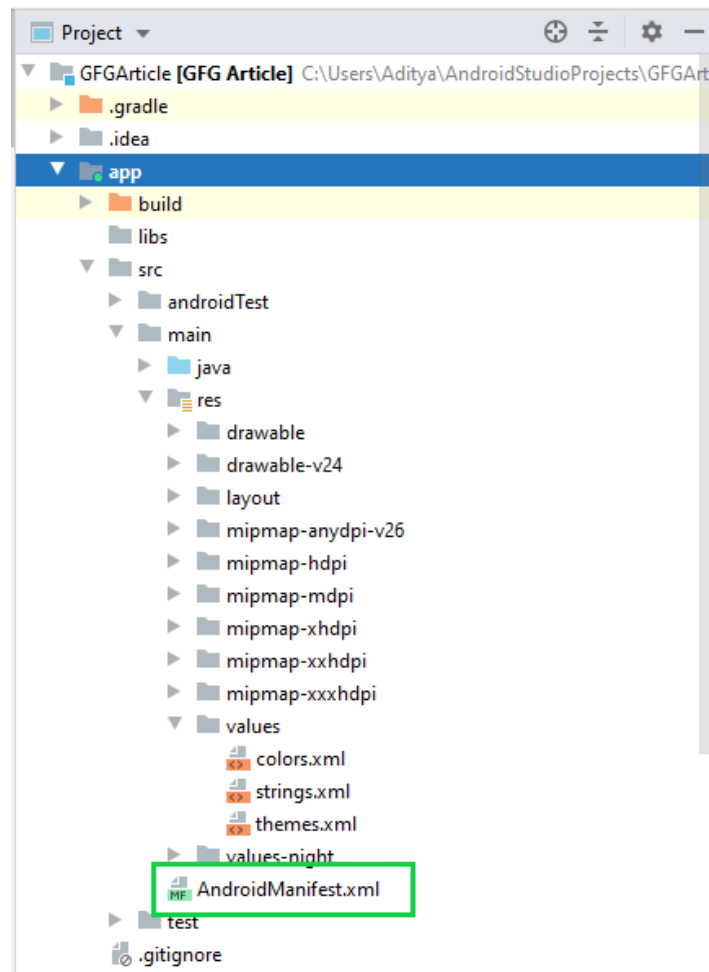 Project
GFGArticle [GFG Article] C:\Users\Aditya\AndroidStudioProjects\GFGArt
.gradle
.idea
app
build
libs
src
androidTest
main
java
res
drawable
drawable-v24
layout
mipmap-anydpi-v26
mipmap-hdpi
mipmap-mdpi
mipmap-xhdpi
mipmap-xxhdpi
mipmap-xxxhdpi
values
colors.xml
strings.xml
themes.xml
values-night
MF AndroidManifest.xml
test
.gitignore